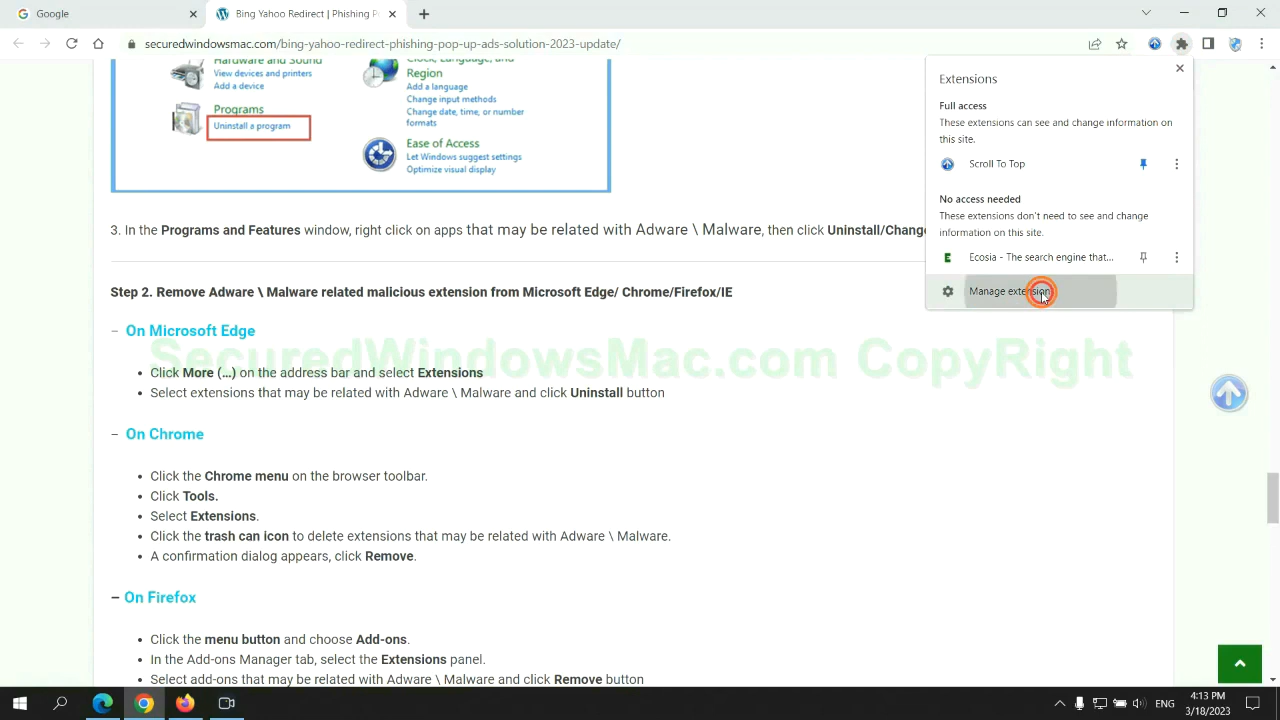 Google
Bing Yahoo Redirect | Phishing P
securedwindowsmac.com/bing-yahoo-redirect-phishing-pop-up-ads-solution-2023-update/
Hardware and Sound
View devices and printers
Add a device
Programs
Uninstall a program
Clock, Language, and
Region
Add a language
Change input methods
Change date, time, or number
formats
Ease of Access
Let Windows suggest settings
Optimize visual display
3. In the Programs and Features window, right click on apps that may be related with Adware \ Malware, then click Uninstall/Change
Step 2. Remove Adware \ Malware related malicious extension from Microsoft Edge/ Chrome/Firefox/IE
– On Microsoft Edge
• Click More (...) on the address bar and select Extensions
• Select extensions that may be related with Adware \ Malware and click Uninstall button
SecuredWindowsMac.com CopyRight
– On Chrome
• Click the Chrome menu on the browser toolbar.
• Click Tools.
• Select Extensions.
• Click the trash can icon to delete extensions that may be related with Adware \ Malware.
• A confirmation dialog appears, click Remove.
– On Firefox
• Click the menu button and choose Add-ons.
• In the Add-ons Manager tab, select the Extensions panel.
• Select add-ons that may be related with Adware \ Malware and click Remove button
Extensions
Full access
These extensions can see and change information on
this site.
Scroll To Top
No access needed
These extensions don't need to see and change
information on this site.
Ecosia - The search engine that...
Manage extensions
ENG
4:13 PM
3/18/2023